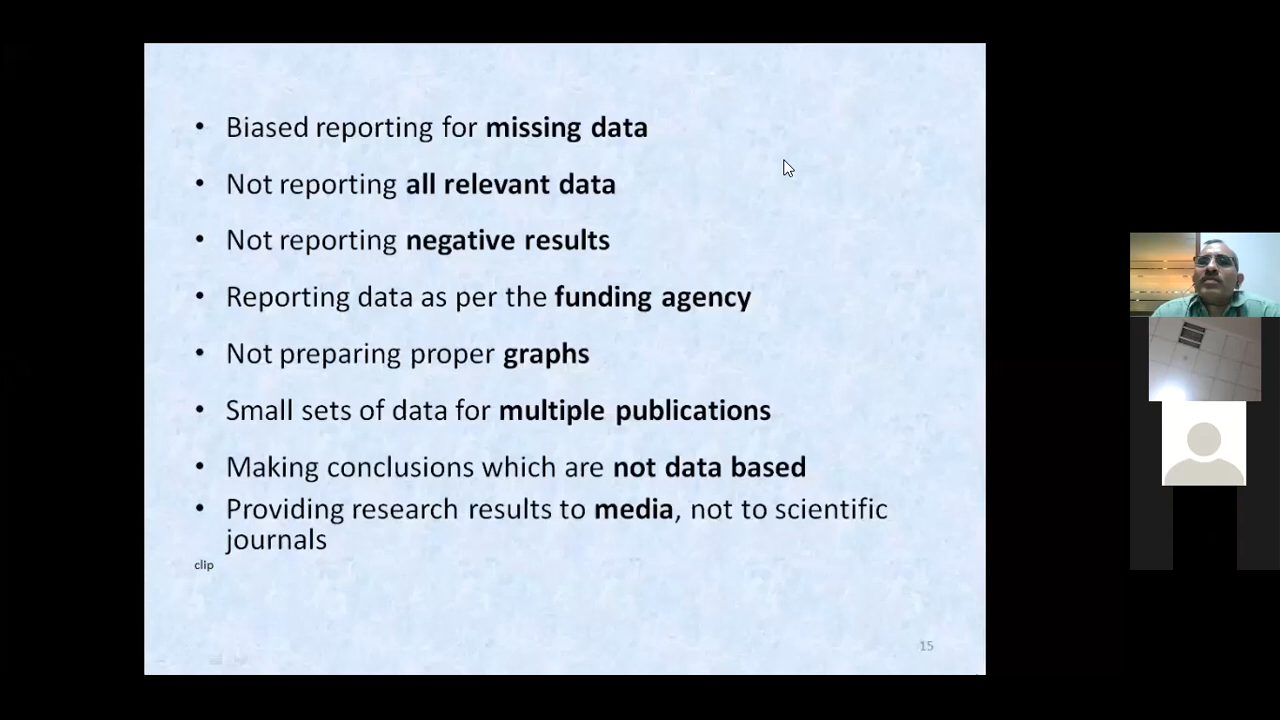 • Biased reporting for missing data
• Not reporting all relevant data
• Not reporting negative results
• Reporting data as per the funding agency
• Not preparing proper graphs
• Small sets of data for multiple publications
• Making conclusions which are not data based
• Providing research results to media, not to scientific
journals
clip
15